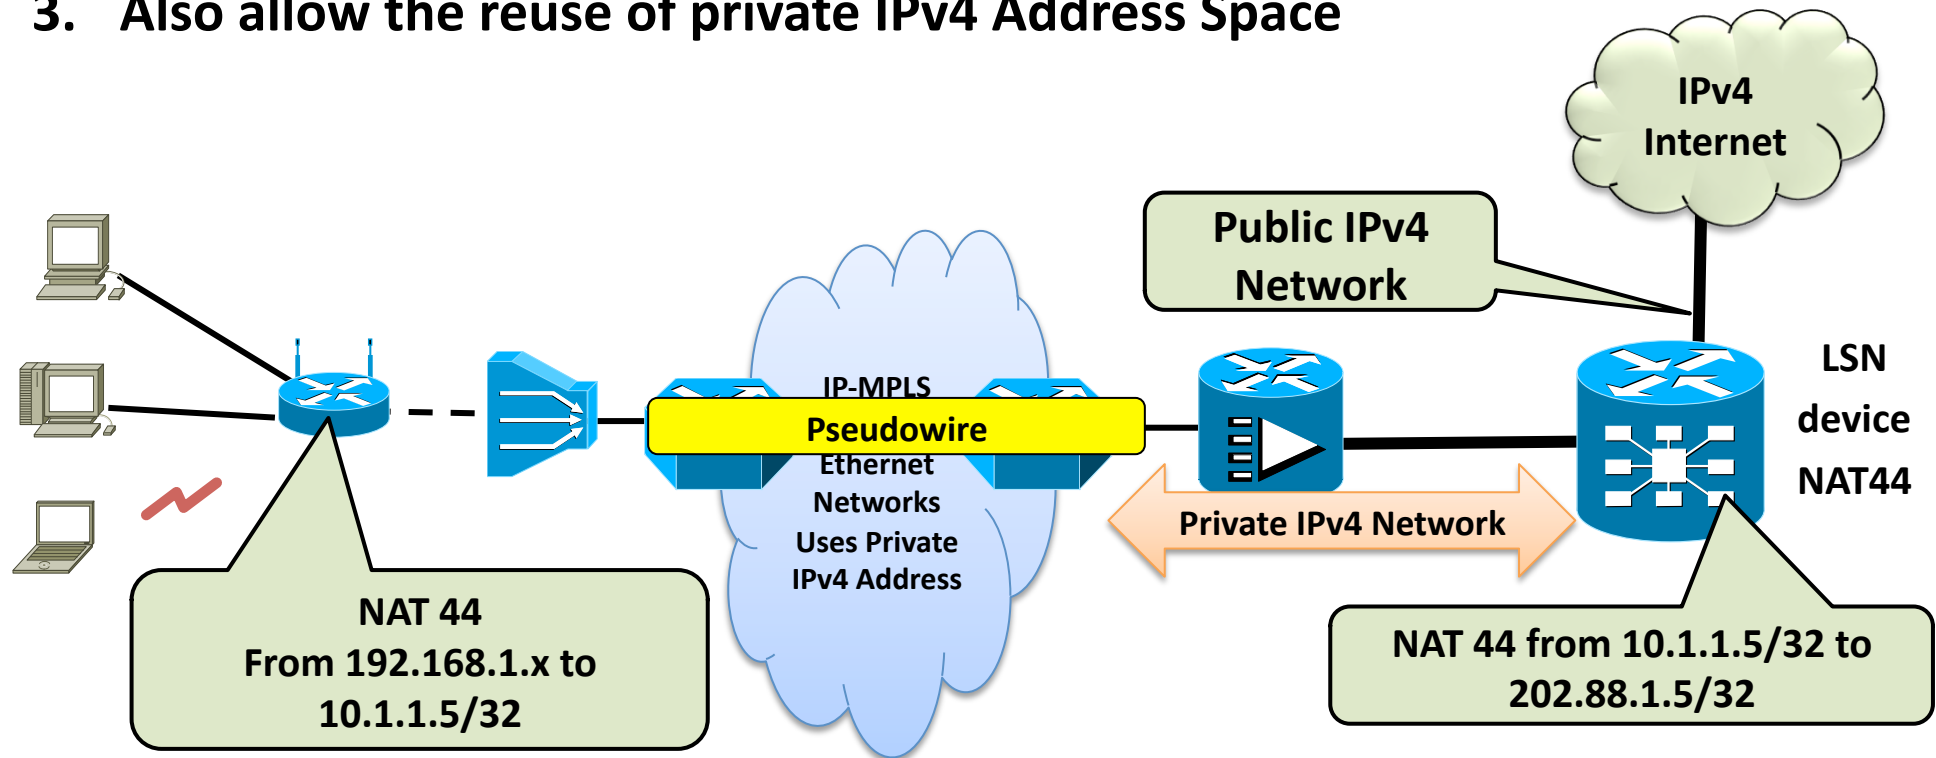 3. Also allow the reuse of private IPv4 Address Space
IPv4
Internet
Public IPv4
Network
LSN
device
NAT44
IP-MPLS
Pseudowire
Ethernet
Networks
Uses Private
IPv4 Address
Private IPv4 Network
NAT 44
From 192.168.1.x to
10.1.1.5/32
NAT 44 from 10.1.1.5/32 to
202.88.1.5/32